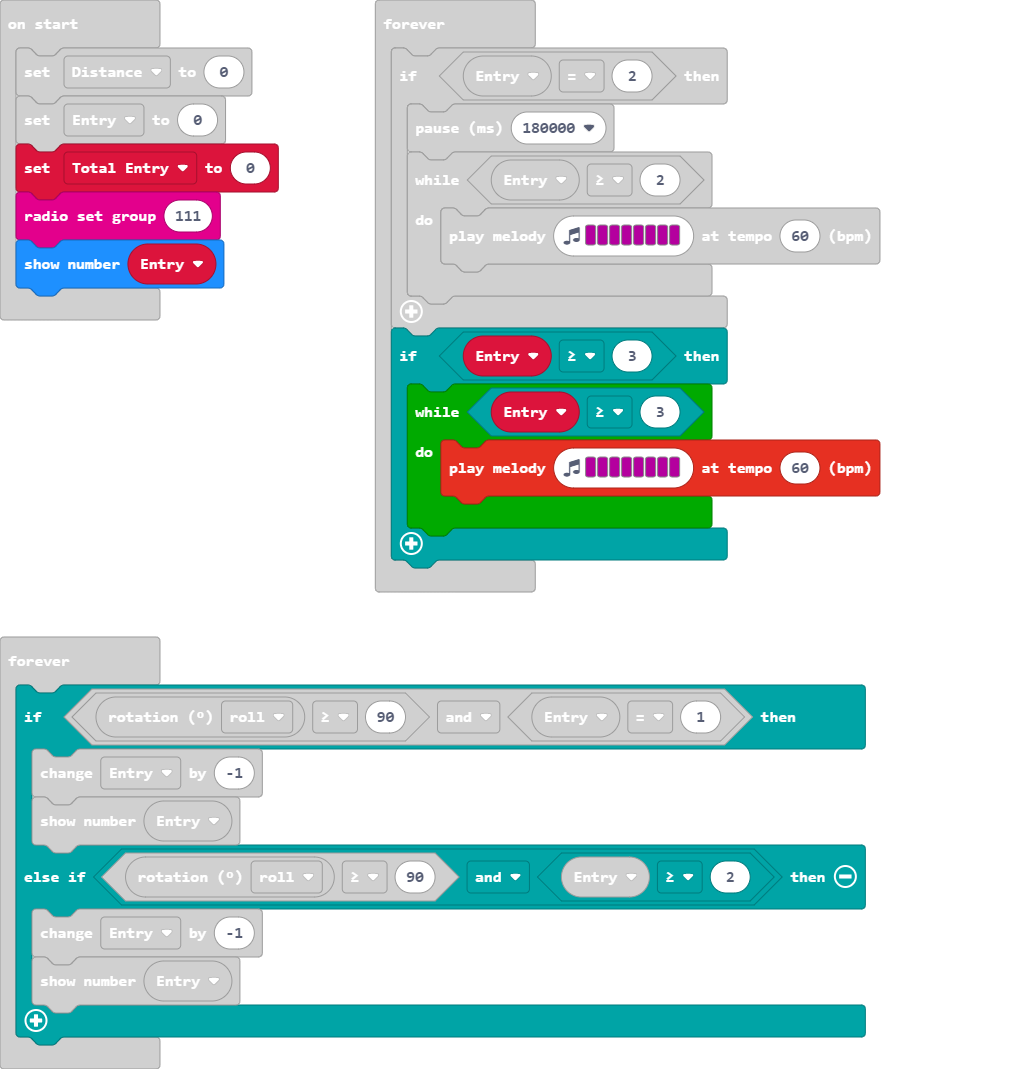 on start
set Distance to 0
set Entry to 0
set Total Entry to 0
radio set group 111
show number Entry
forever
if Entry = 2 then
pause (ms) 180000
while Entry ≥ 2
do
play melody at tempo 60 (bpm)
if Entry ≥ 3 then
while Entry ≥ 3
do
play melody at tempo 60 (bpm)
forever
if rotation (°) roll ≥ 90 and Entry = 1 then
change Entry by -1
show number Entry
else if rotation (°) roll ≥ 90 and Entry ≥ 2 then
change Entry by -1
show number Entry